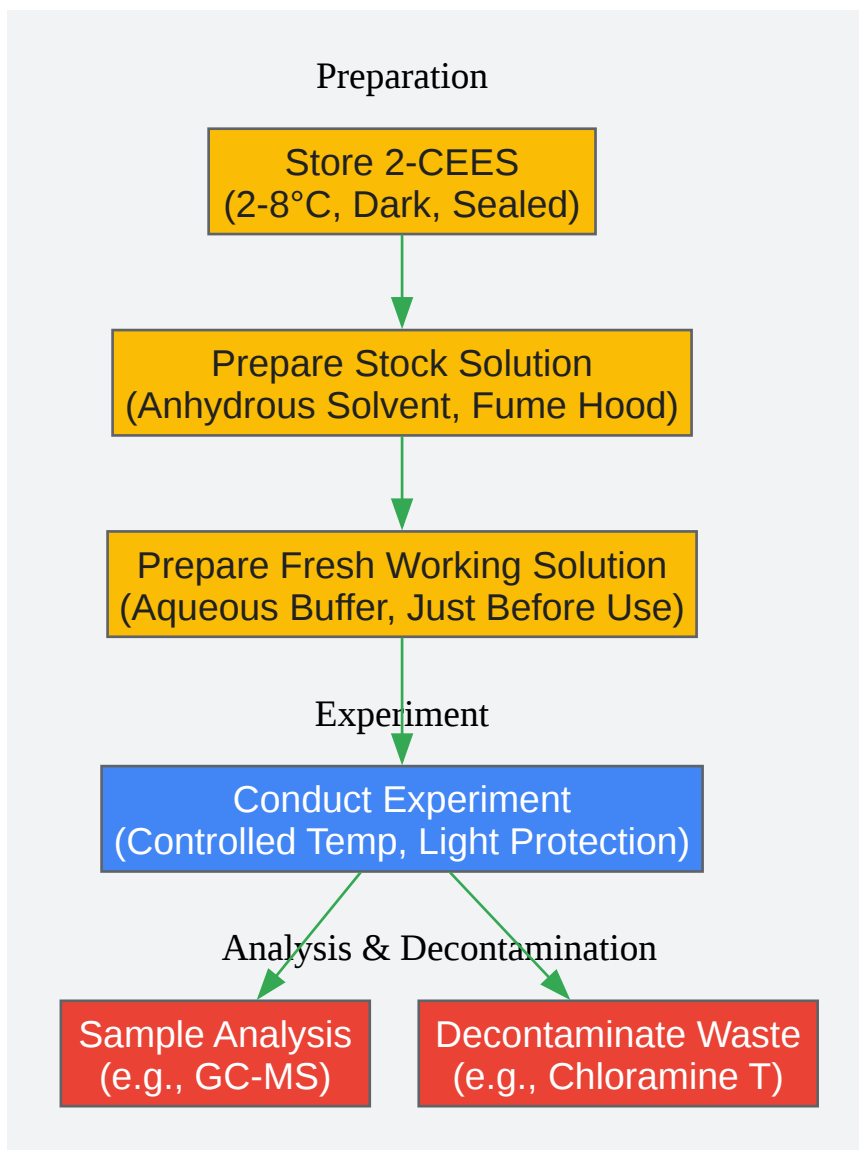 Preparation
Store 2-CEES
(2-8°C, Dark, Sealed)
Prepare Stock Solution
(Anhydrous Solvent, Fume Hood)
Prepare Fresh Working Solution
(Aqueous Buffer, Just Before Use)
Experiment
Conduct Experiment
(Controlled Temp, Light Protection)
Analysis & Decontamination
Sample Analysis
(e.g., GC-MS)
Decontaminate Waste
(e.g., Chloramine T)